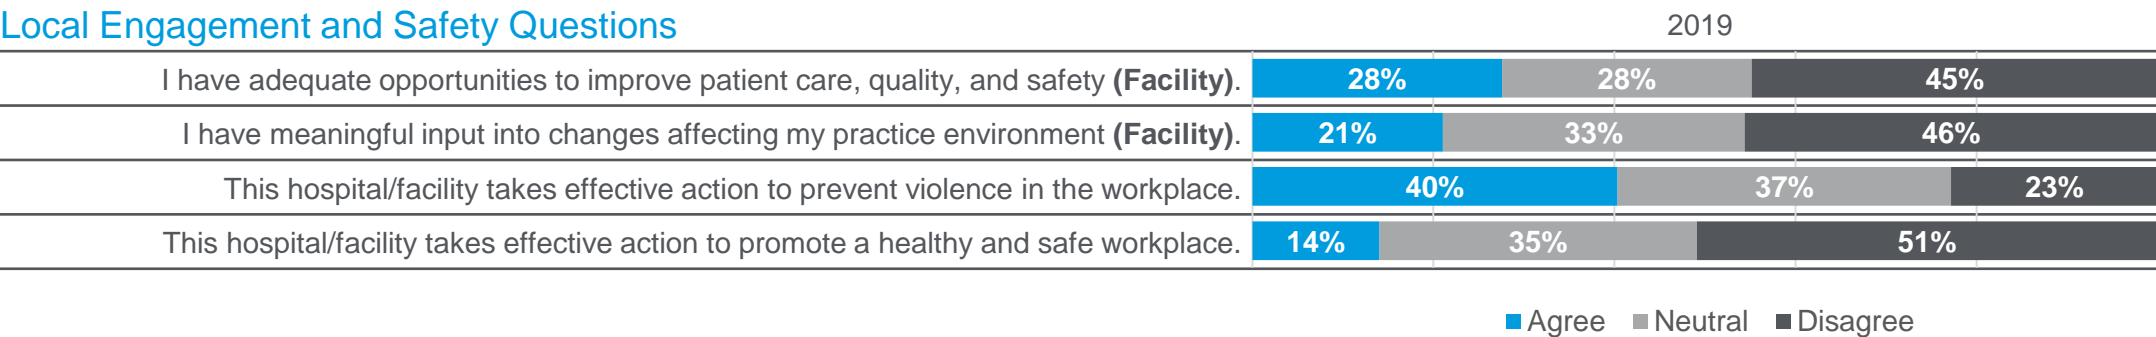 Local Engagement and Safety Questions 2019
I have adequate opportunities to improve patient care, quality, and safety (Facility). 28% 28% 45%
I have meaningful input into changes affecting my practice environment (Facility). 21% 33% 46%
This hospital/facility takes effective action to prevent violence in the workplace. 40% 37% 23%
This hospital/facility takes effective action to promote a healthy and safe workplace. 14% 35% 51%
Agree Neutral Disagree